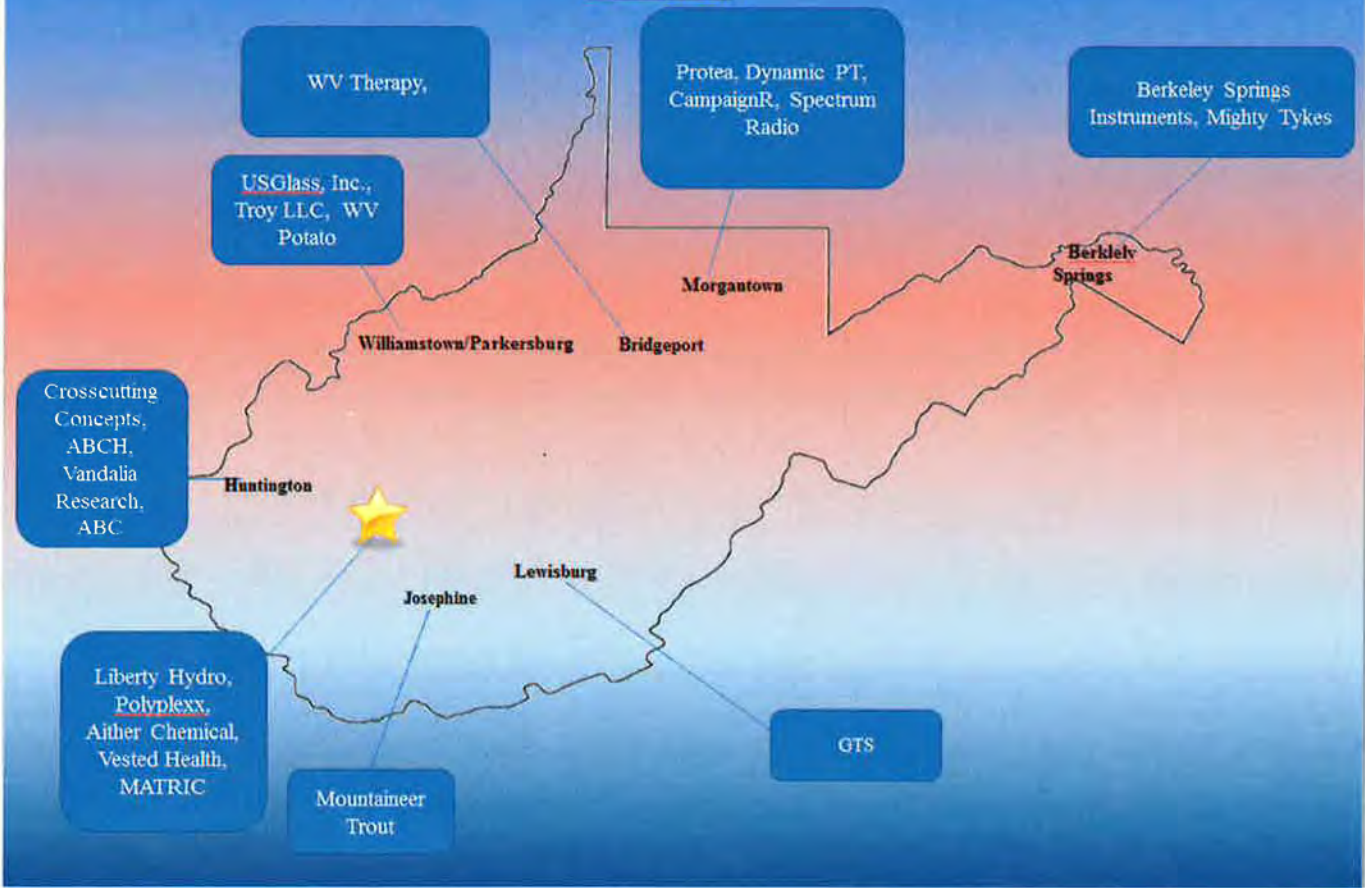 WV Therapy,
Protea, Dynamic PT,
CampaignR, Spectrum
Radio
Berkeley Springs
Instruments, Mighty Tykes
USGlass, Inc.,
Troy LLC, WV
Potato
Berklely
Springs
Morgantown
Williamstown/Parkersburg
Bridgeport
Crosscutting
Concepts,
ABCH,
Vandalia
Research,
ABC
Huntington
Lewisburg
Josephine
Liberty Hydro,
Polyplexx,
Aither Chemical,
Vested Health,
MATRIC
GTS
Mountaineer
Trout